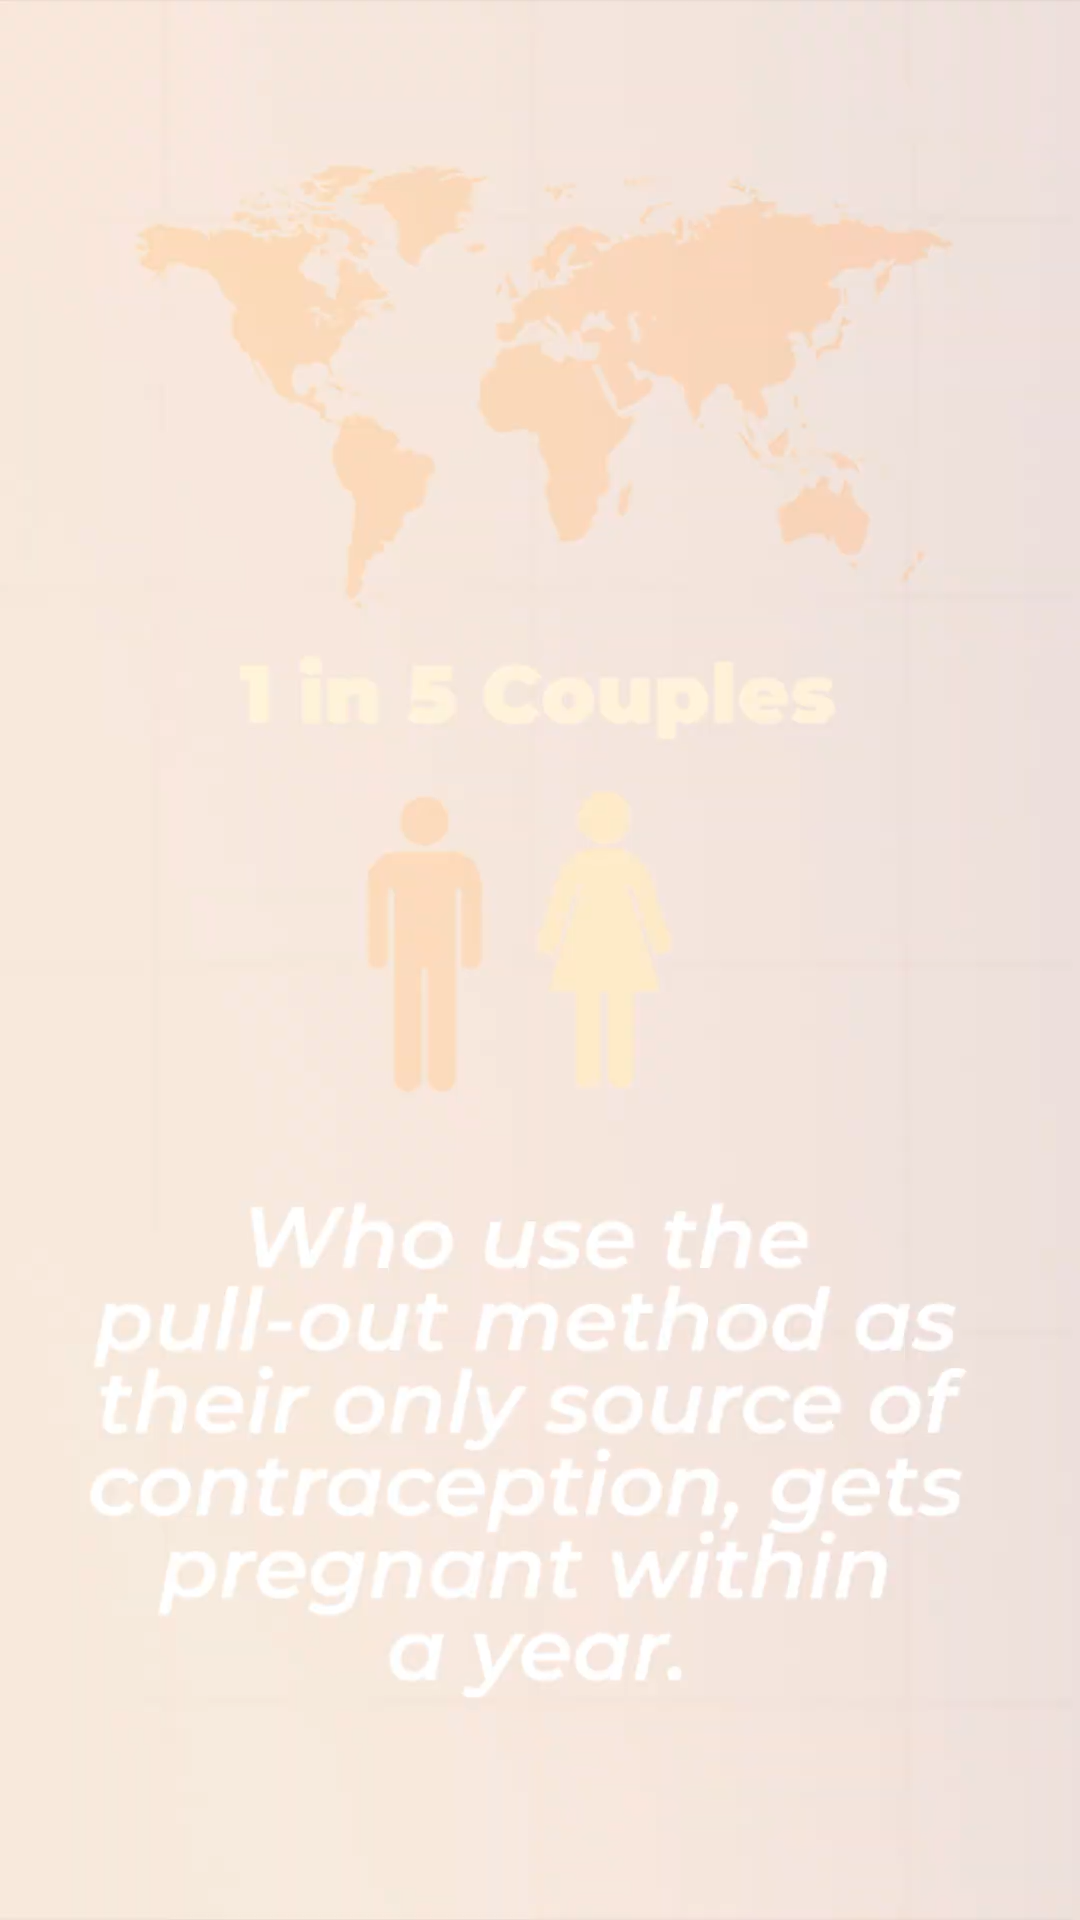 1 in 5 Couples
Who use the
pull-out method as
their only source of
contraception, gets
pregnant within
a year.